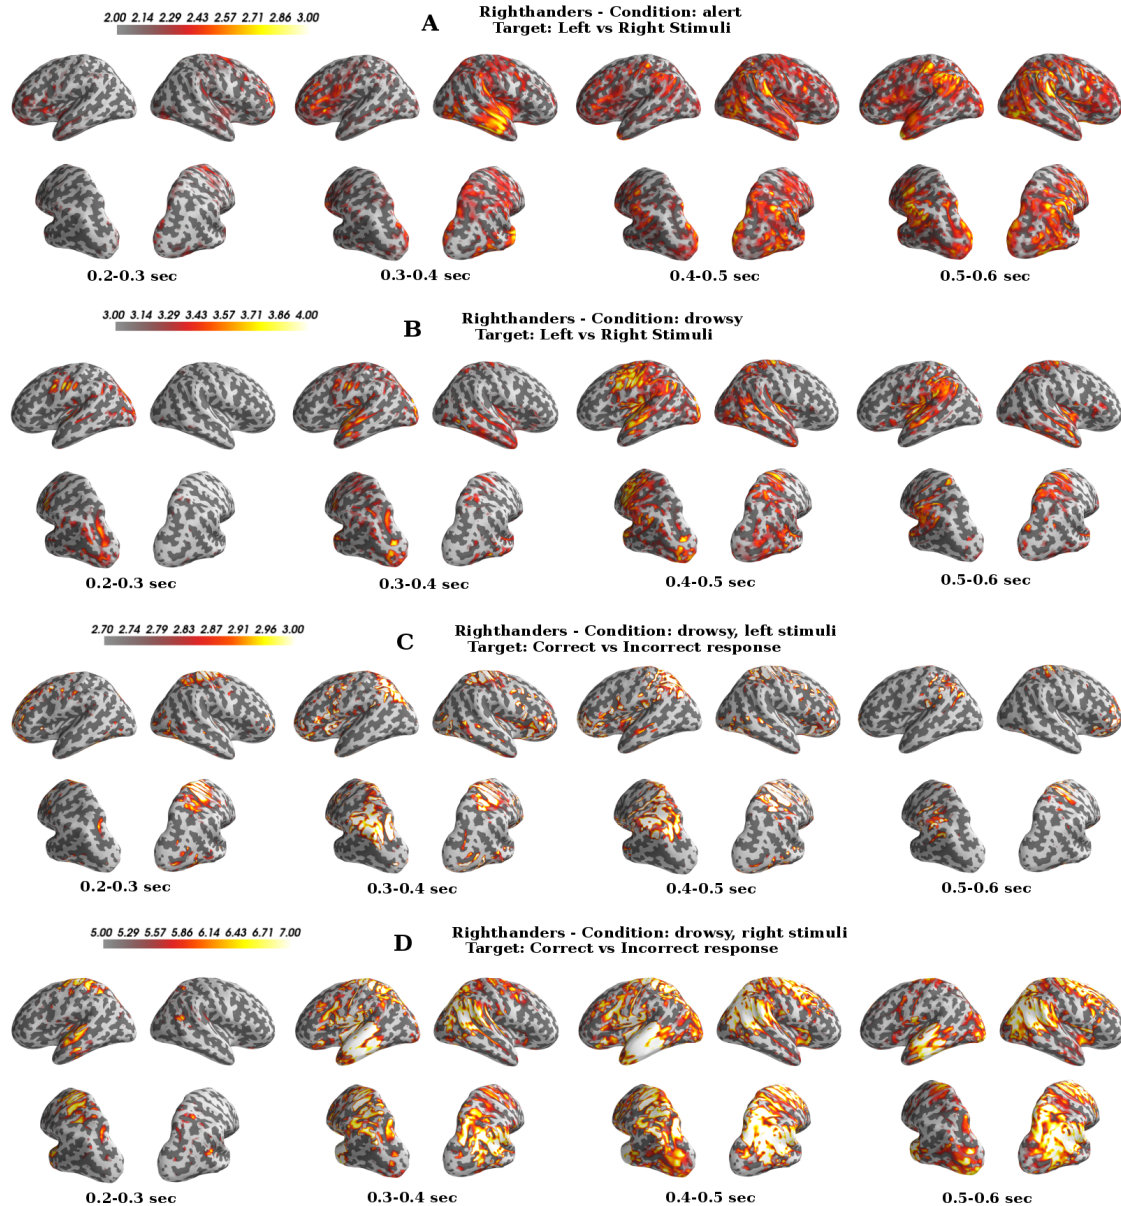 2.00 2.14 2.29 2.43 2.57 2.71 2.86 3.00
A
Righthanders - Condition: alert
Target: Left vs Right Stimuli
0.2-0.3 sec
0.3-0.4 sec
0.4-0.5 sec
0.5-0.6 sec
3.00 3.14 3.29 3.43 3.57 3.71 3.86 4.00
B
Righthanders - Condition: drowsy
Target: Left vs Right Stimuli
0.2-0.3 sec
0.3-0.4 sec
0.4-0.5 sec
0.5-0.6 sec
2.70 2.74 2.79 2.83 2.87 2.91 2.96 3.00
C
Righthanders - Condition: drowsy, left stimuli
Target: Correct vs Incorrect response
0.2-0.3 sec
0.3-0.4 sec
0.4-0.5 sec
0.5-0.6 sec
5.00 5.29 5.57 5.86 6.14 6.43 6.71 7.00
D
Righthanders - Condition: drowsy, right stimuli
Target: Correct vs Incorrect response
0.2-0.3 sec
0.3-0.4 sec
0.4-0.5 sec
0.5-0.6 sec